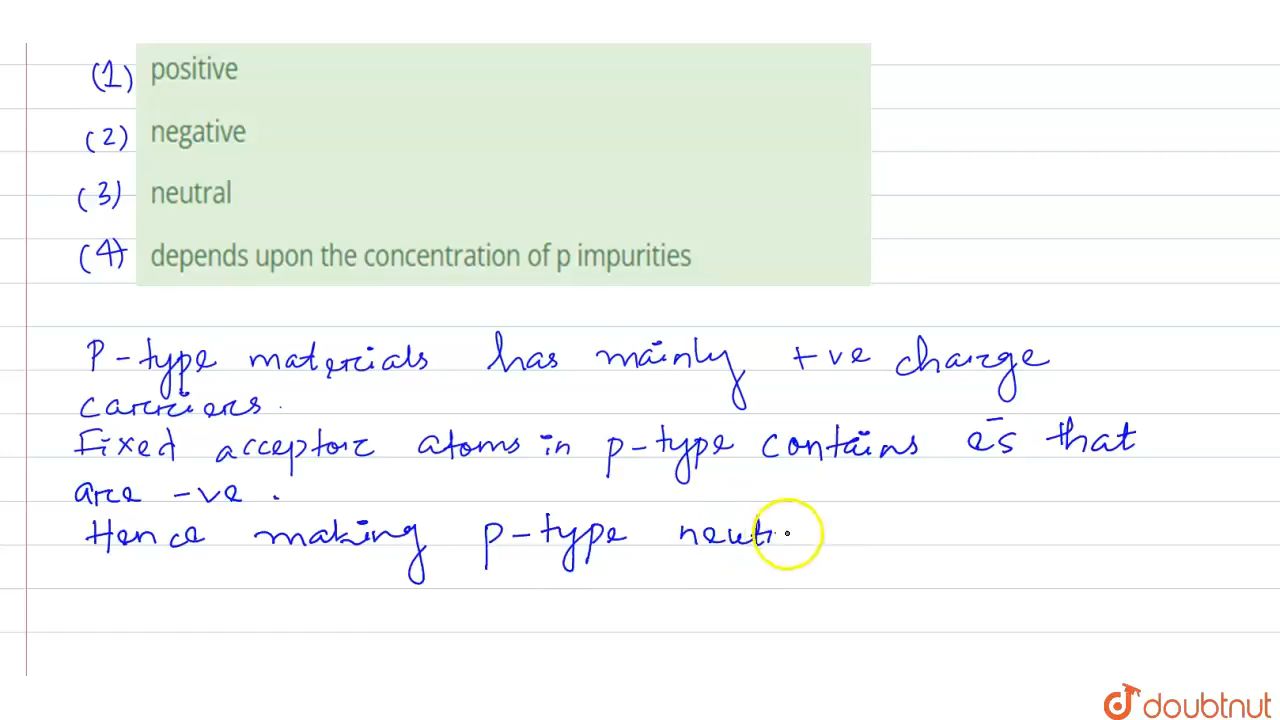 (1) positive
(2) negative
(3) neutral
(4) depends upon the concentration of p impurities
P-type materials has mainly +ve charge
carriers.
Fixed acceptor atoms in p-type contains e⁻s that
are -ve.
Hence making p-type neut
doubtnut